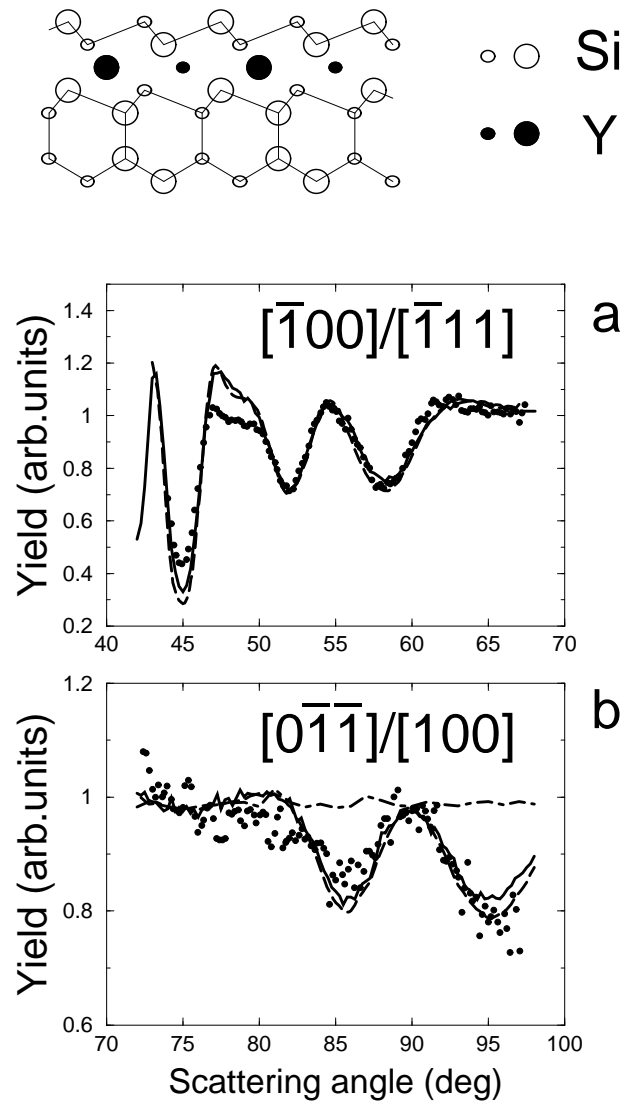 Si
Y
a
[1̅00]/[1̅11]
Yield (arb.units)
1.4
1.2
1
0.8
0.6
0.4
0.2
40 45 50 55 60 65 70
b
[01̅1̅]/[100]
Yield (arb.units)
1.2
1
0.8
0.6
70 75 80 85 90 95 100
Scattering angle (deg)